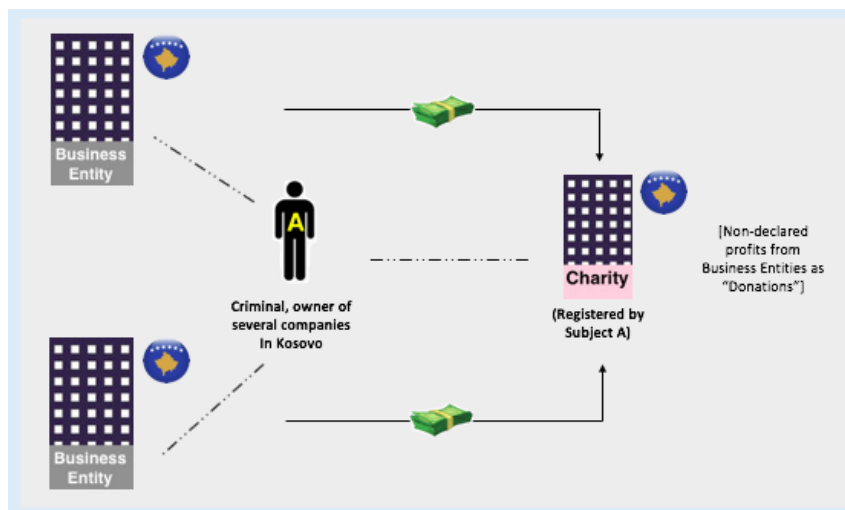 Business
Entity
A
Criminal, owner of
several companies
In Kosovo
Charity
(Registered by
Subject A)
[Non-declared
profits from
Business Entities as
“Donations”]
Business
Entity